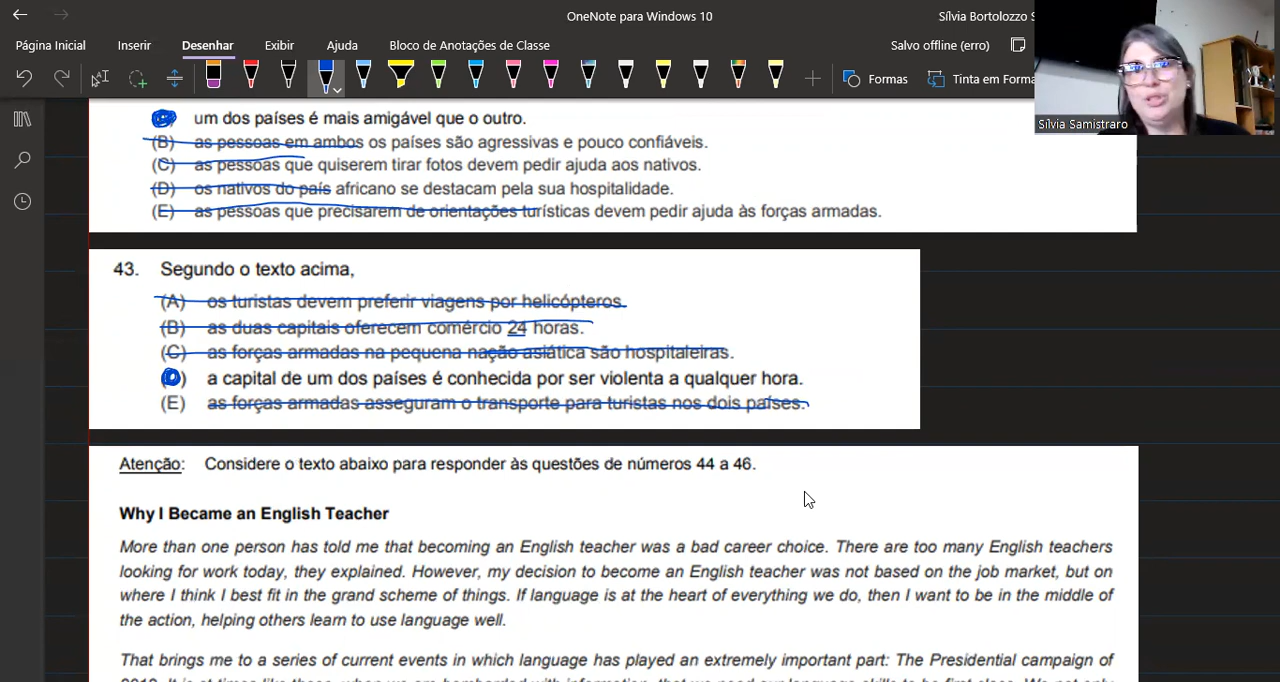 OneNote para Windows 10
Sílvia Bortolozzo S
Página Inicial Inserir Desenhar Exibir Ajuda Bloco de Anotações de Classe Salvo offline (erro)
Formas Tinta em Forma
Sílvia Samistraro
um dos países é mais amigável que o outro.
(B) as pessoas em ambos os países são agressivas e pouco confiáveis.
(C) as pessoas que quiserem tirar fotos devem pedir ajuda aos nativos.
(D) os nativos do país africano se destacam pela sua hospitalidade.
(E) as pessoas que precisarem de orientações turísticas devem pedir ajuda às forças armadas.
43. Segundo o texto acima,
(A) os turistas devem preferir viagens por helicópteros.
(B) as duas capitais oferecem comércio 24 horas.
(C) as forças armadas na pequena nação asiática são hospitaleiras.
a capital de um dos países é conhecida por ser violenta a qualquer hora.
(E) as forças armadas asseguram o transporte para turistas nos dois países.
Atenção: Considere o texto abaixo para responder às questões de números 44 a 46.
Why I Became an English Teacher
More than one person has told me that becoming an English teacher was a bad career choice. There are too many English teachers
looking for work today, they explained. However, my decision to become an English teacher was not based on the job market, but on
where I think I best fit in the grand scheme of things. If language is at the heart of everything we do, then I want to be in the middle of
the action, helping others learn to use language well.
That brings me to a series of current events in which language has played an extremely important part: The Presidential campaign of